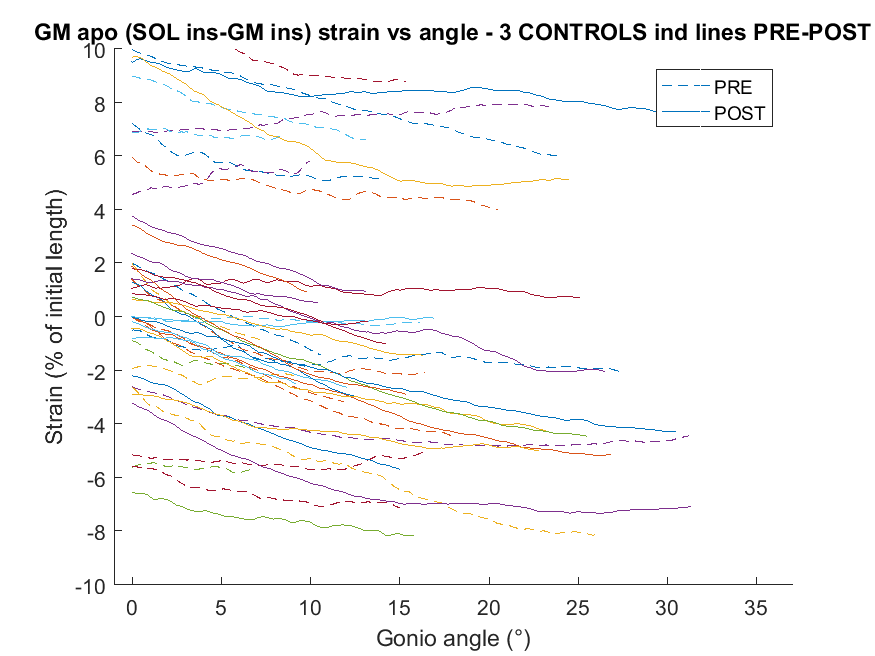 GM apo (SOL ins-GM ins) strain vs angle - 3 CONTROLS ind lines PRE-POST
10
8
6
4
2
0
-2
-4
-6
-8
-10
Strain (% of initial length)
PRE
POST
0 5 10 15 20 25 30 35
Gonio angle (°)